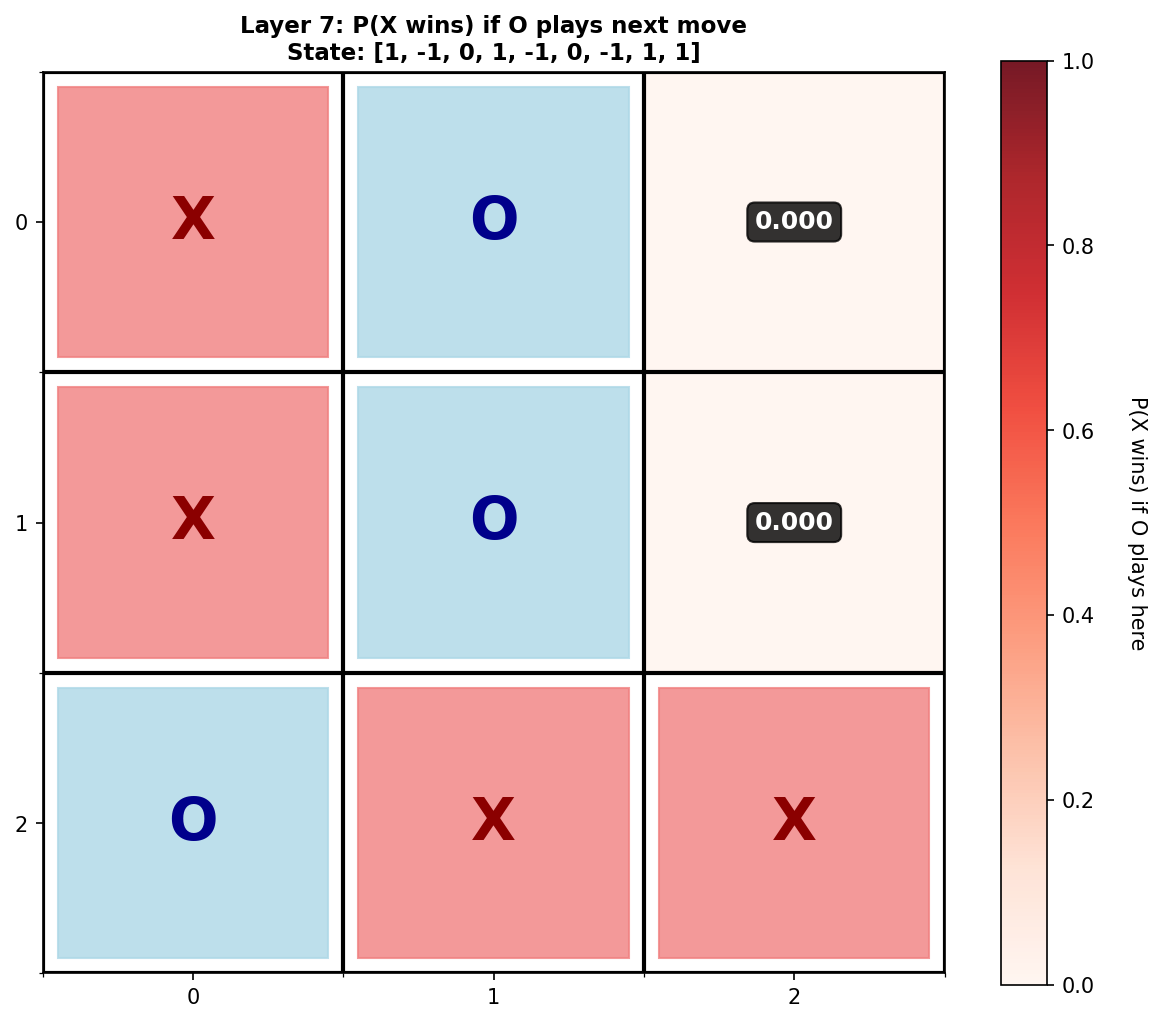 Layer 7: P(X wins) if O plays next move
State: [1, -1, 0, 1, -1, 0, -1, 1, 1]
0
X
O
0.000
1
X
O
0.000
2
O
X
X
0
1
2
1.0
0.8
0.6
0.4
0.2
0.0
P(X wins) if O plays here